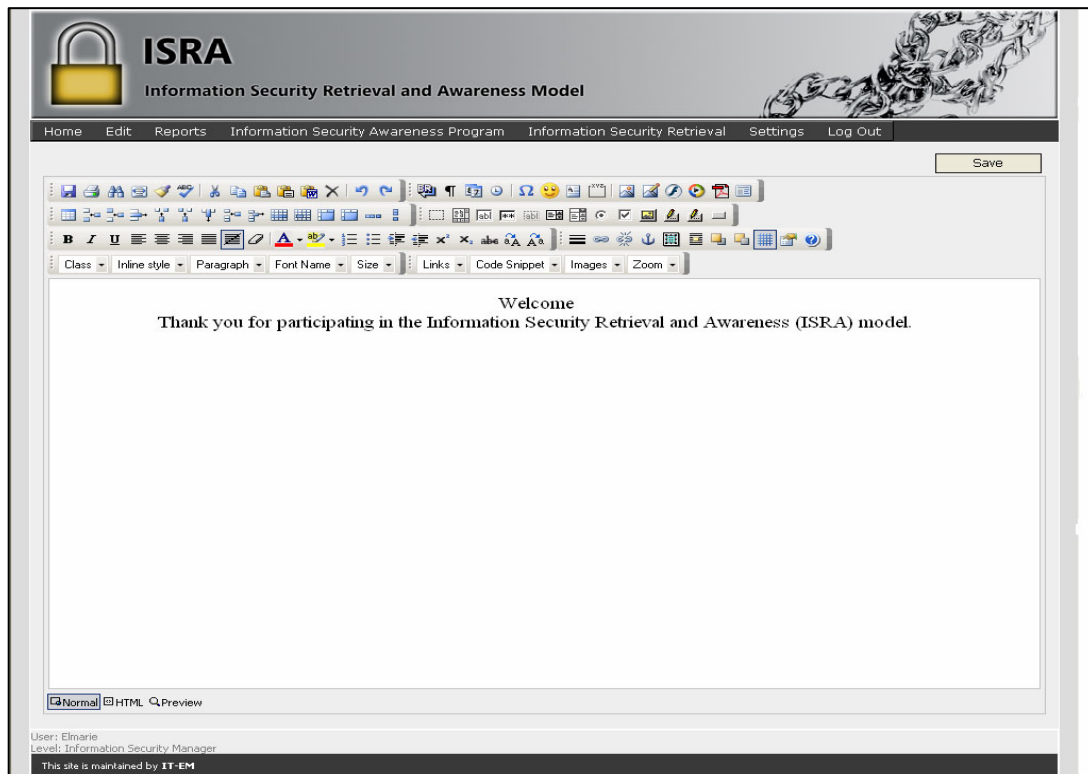 ISRA
Information Security Retrieval and Awareness Model
Home Edit Reports Information Security Awareness Program Information Security Retrieval Settings Log Out
Save
Class Inline style Paragraph Font Name Size Links Code Snippet Images Zoom
Welcome
Thank you for participating in the Information Security Retrieval and Awareness (ISRA) model.
Normal HTML Preview
User: Elmarie
Level: Information Security Manager
This site is maintained by IT-EM